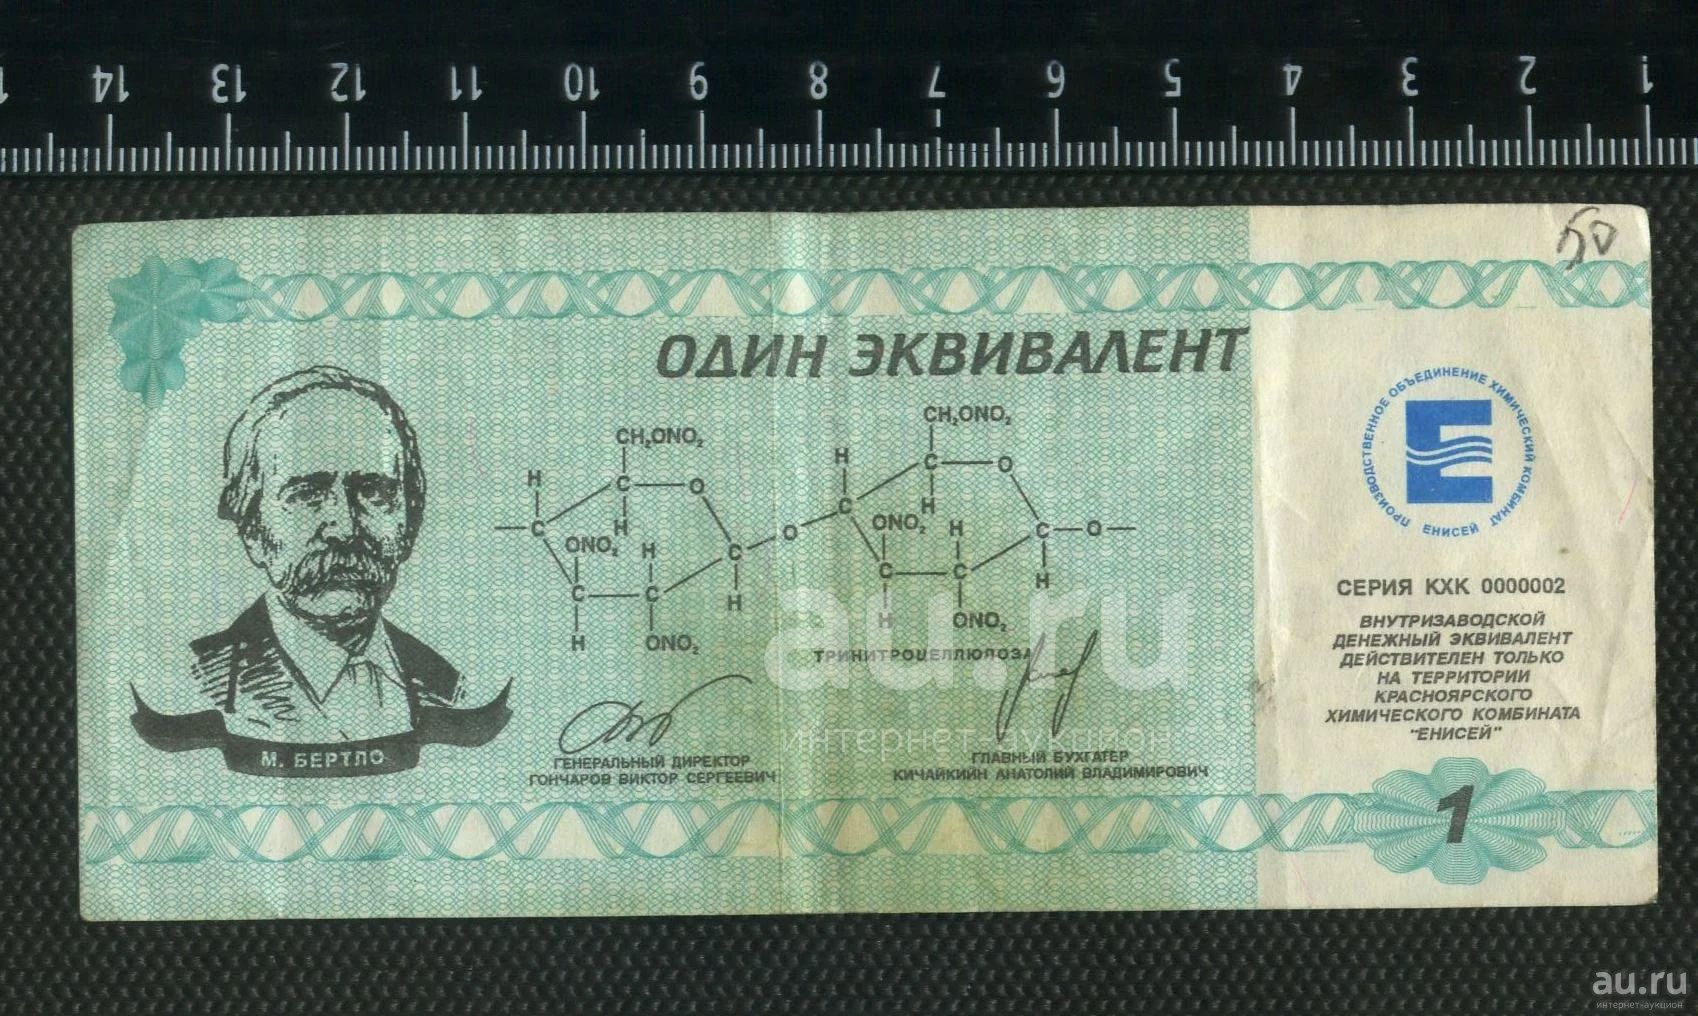 14 13 12 11 10 9 8 7 6 5 4 3 2 1
50
ОДИН ЭКВИВАЛЕНТ
CH₂ONO₂
CH₂ONO₂
H
C
O
H
C
O
C
H
C
H
ONO₂
H
O
C
ONO₂
H
C
O
C
C
H
C
C
H
H
H
ONO₂
H
ONO₂
ТРИНИТРОЦЕЛЛЮЛОЗА
М. БЕРТЛО
ГЕНЕРАЛЬНЫЙ ДИРЕКТОР
ГОНЧАРОВ ВИКТОР СЕРГЕЕВИЧ
ГЛАВНЫЙ БУХГАТЕР
КИЧАЙКИЙН АНАТОЛИЙ ВЛАДИМИРОВИЧ
ПРОИЗВОДСТВЕННОЕ ОБЪЕДИНЕНИЕ ХИМИЧЕСКИЙ КОМБИНАТ
ЕНИСЕЙ
Е
СЕРИЯ КХК 0000002
ВНУТРИЗАВОДСКОЙ
ДЕНЕЖНЫЙ ЭКВИВАЛЕНТ
ДЕЙСТВИТЕЛЕН ТОЛЬКО
НА ТЕРРИТОРИИ
КРАСНОЯРСКОГО
ХИМИЧЕСКОГО КОМБИНАТА
"ЕНИСЕЙ"
1
au.ru
интернет-аукцион
au.ru
интернет-аукцион